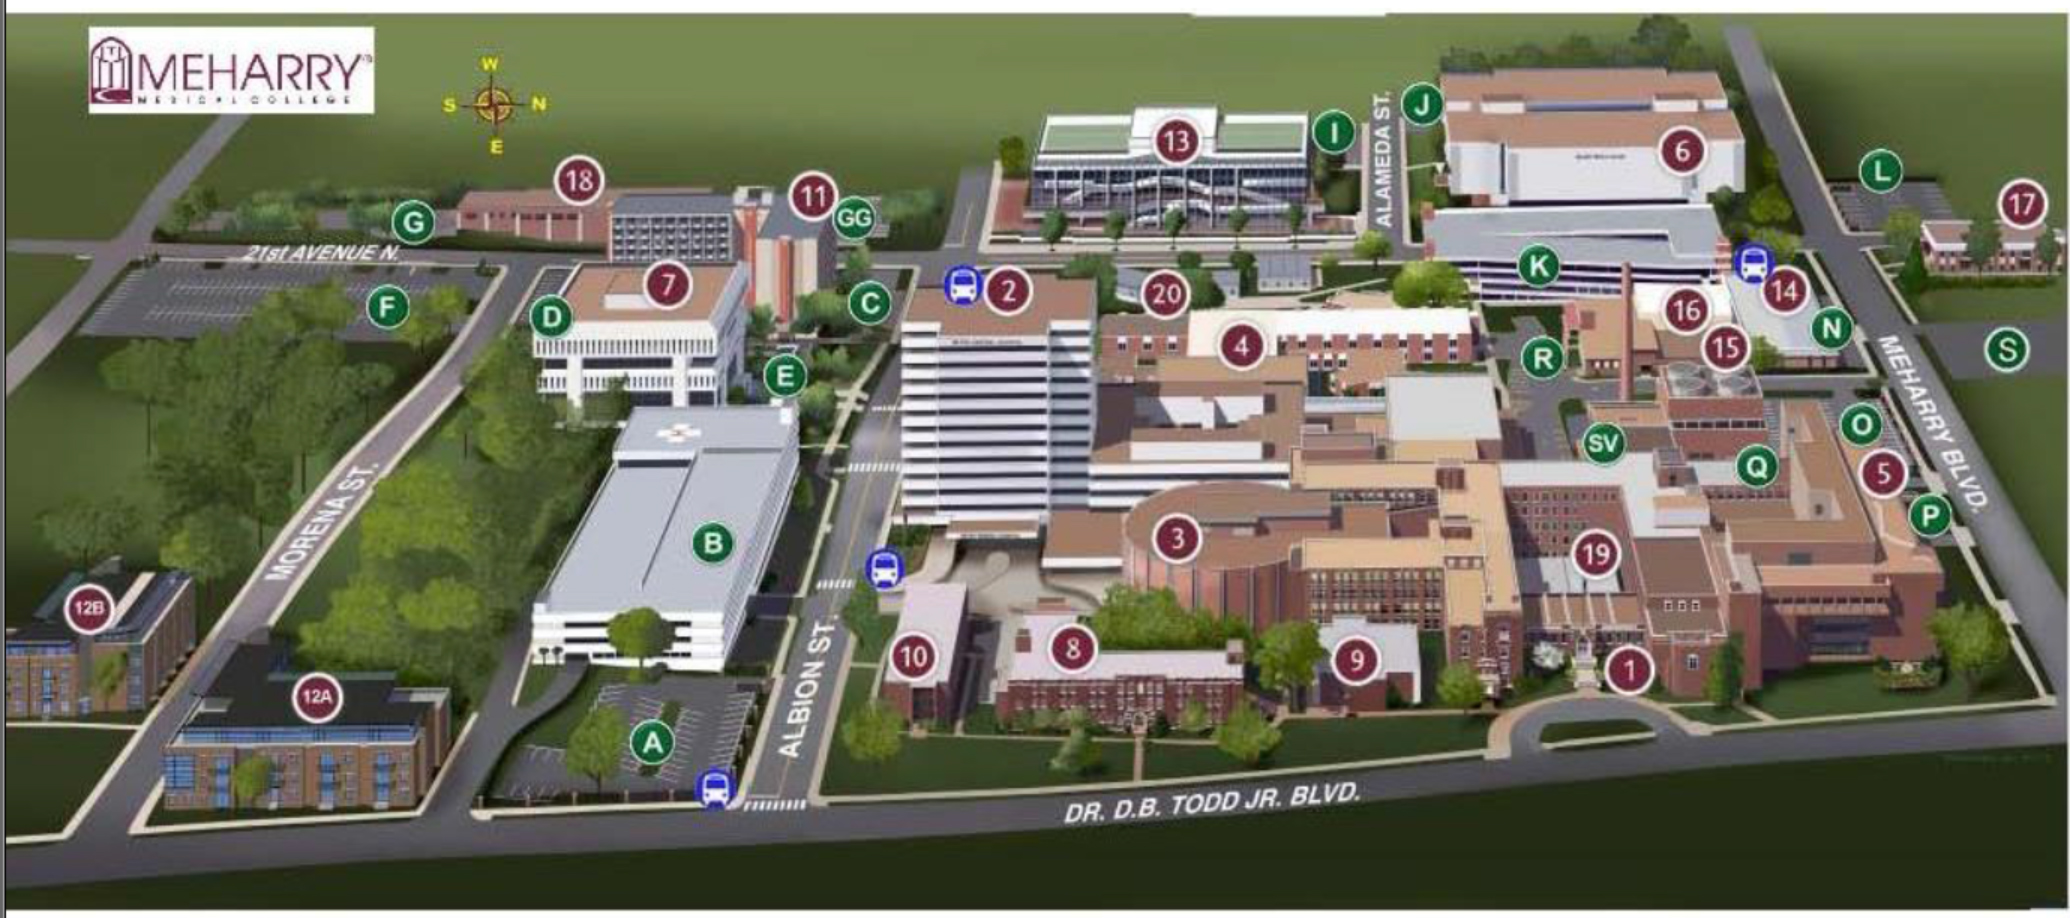 MEHARRY
MEDICAL COLLEGE
W
S
N
E
18
11
G
GG
21st AVENUE N.
13
I
ALAMEDA ST.
J
6
L
17
F
D
7
C
2
20
K
14
16
N
4
15
R
S
E
MEHARRY BLVD.
O
SV
Q
5
P
MORENA ST.
B
3
19
12B
12A
A
ALBION ST.
10
8
9
1
DR. D.B. TODD JR. BLVD.